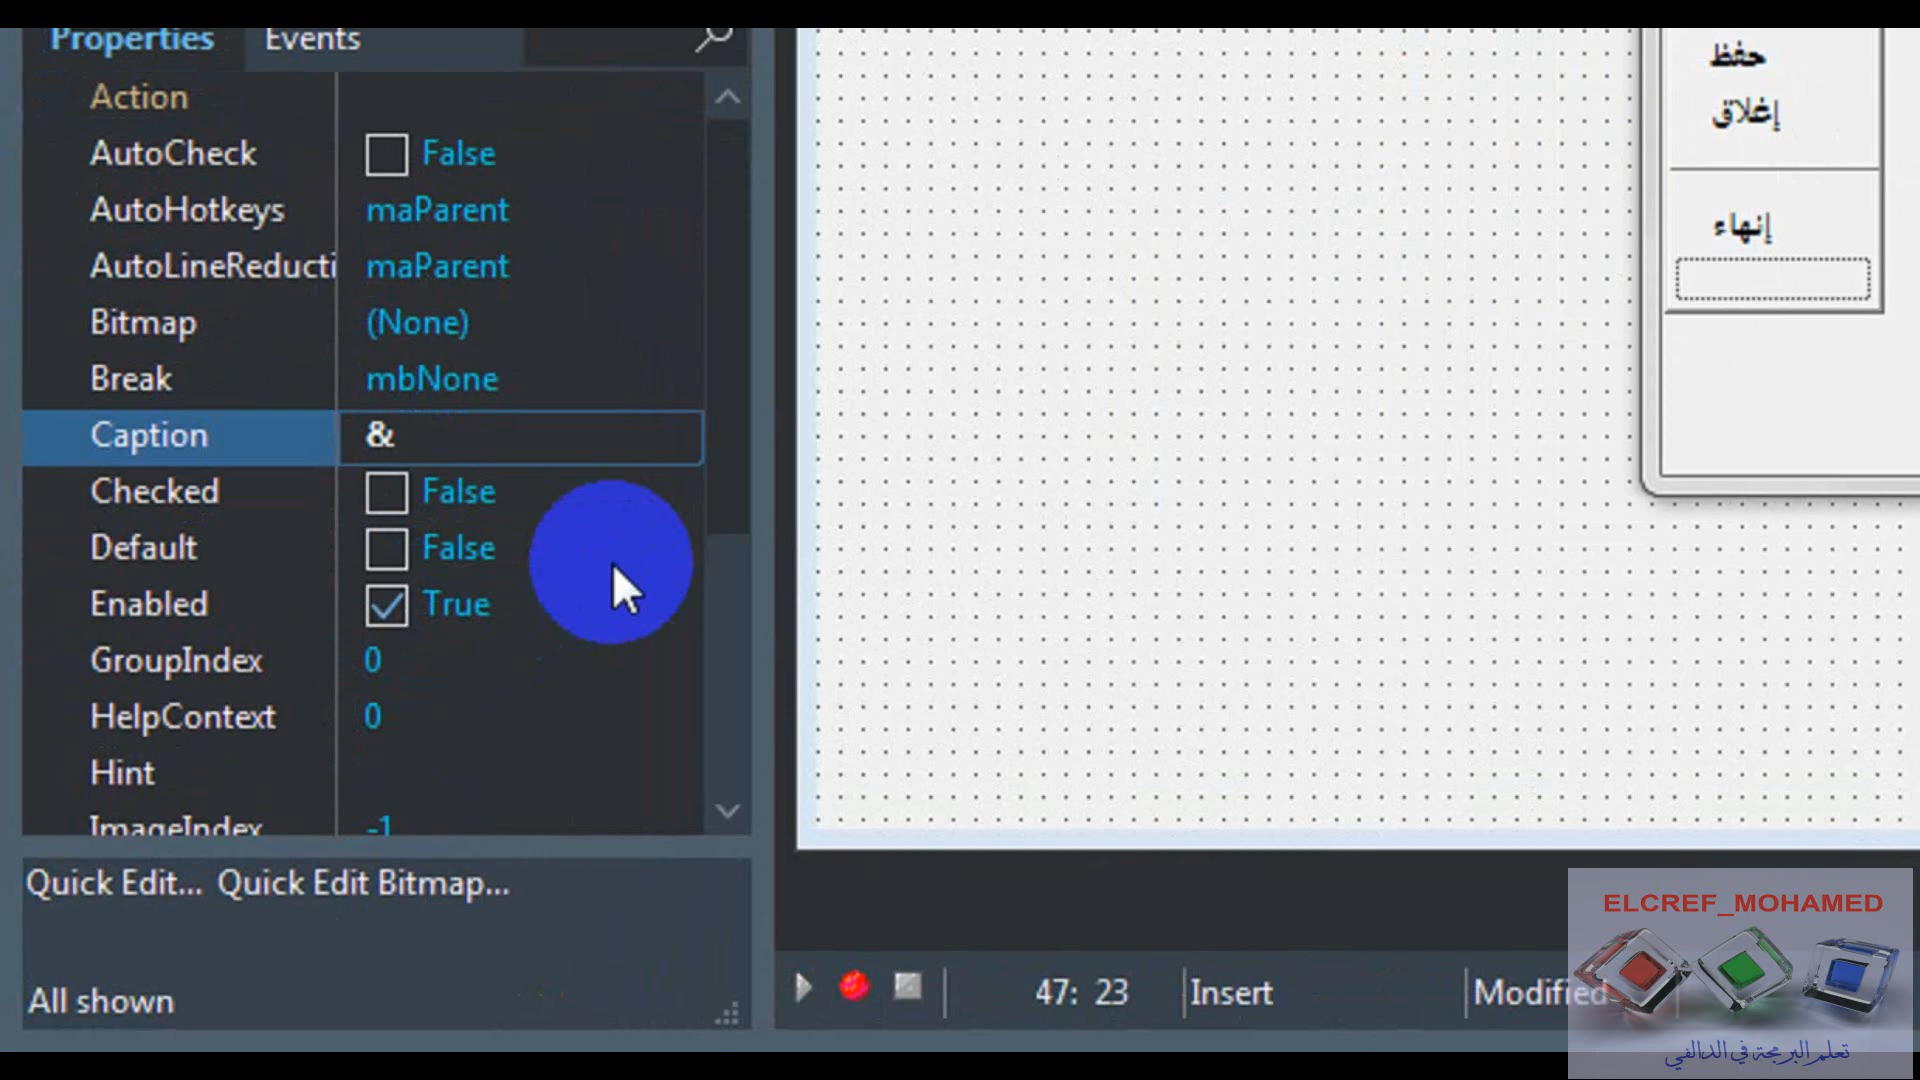 Properties
Events
Action
AutoCheck
False
AutoHotkeys
maParent
AutoLineReducti
maParent
Bitmap
(None)
Break
mbNone
Caption
&
Checked
False
Default
False
Enabled
True
GroupIndex
0
HelpContext
0
Hint
ImageIndex
-1
Quick Edit... Quick Edit Bitmap...
All shown
حفظ
إغلاق
إنهاء
47: 23
Insert
Modified
ELCREF_MOHAMED
تعلم البرمجة في الدالفي